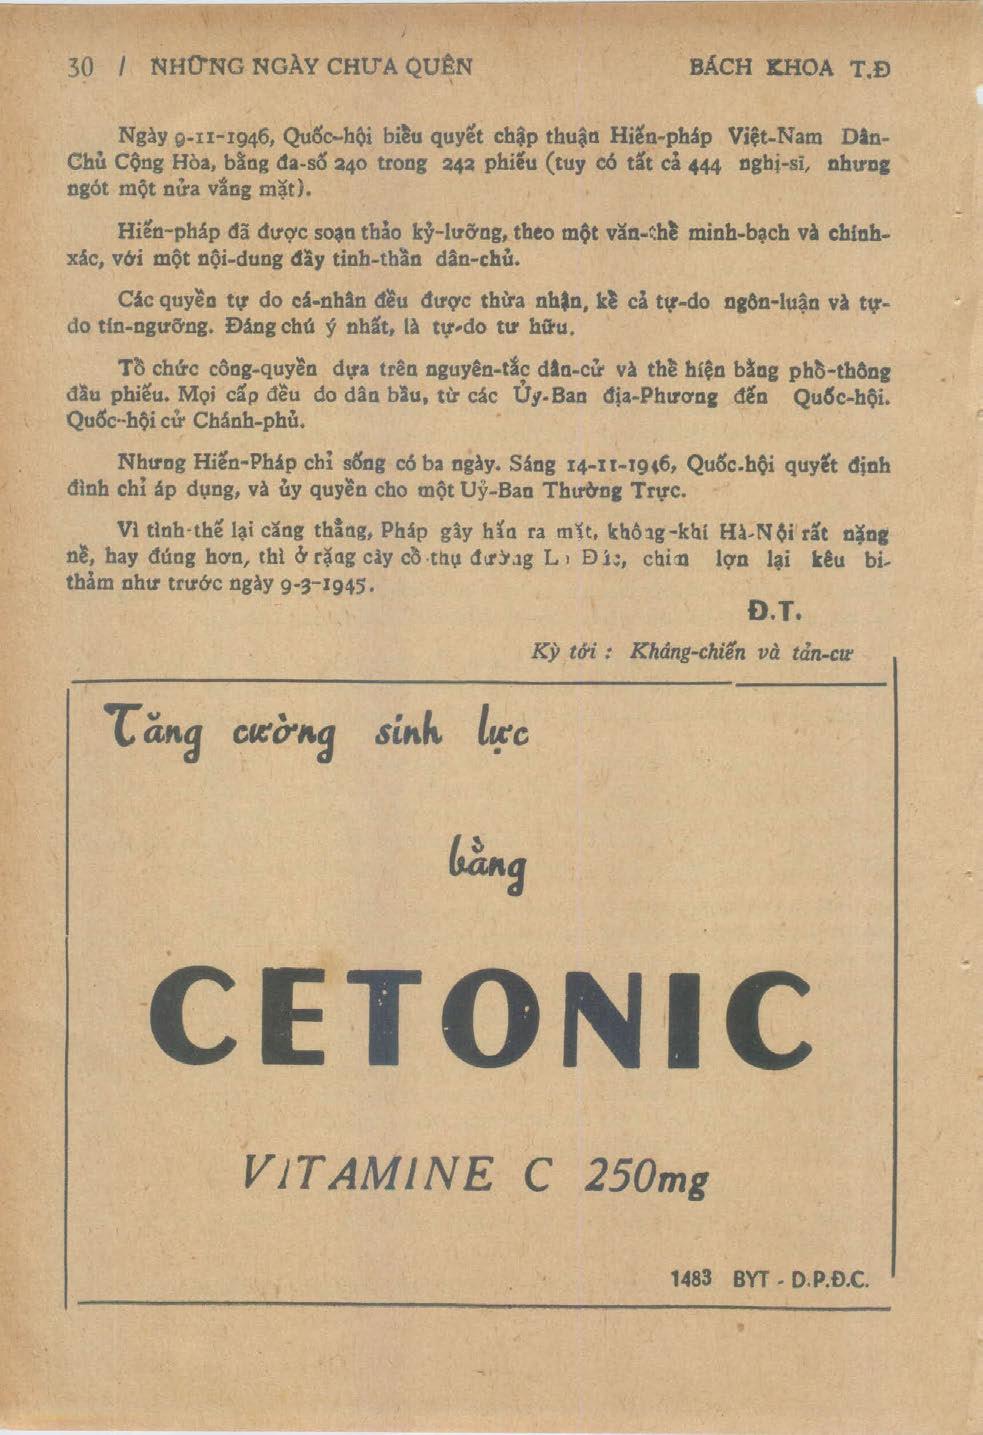 30 / NHỮNG NGÀY CHƯA QUÊN BÁCH KHOA T.Đ
Ngày 9-11-1946, Quốc-hội biểu quyết chập thuận Hiến-pháp Việt-Nam Dân-
Chủ Cộng Hòa, bằng đa-số 240 trong 242 phiếu (tuy có tất cả 444 nghị-sĩ, nhưng
ngót một nửa vắng mặt).
Hiến-pháp đã được soạn thảo kỹ-lưỡng, theo một văn-thể minh-bạch và chính-
xác, với một nội-dung đầy tinh-thần dân-chủ.
Các quyền tự do cá-nhân đều được thừa nhận, kể cả tự-do ngôn-luận và tự-
do tín-ngưỡng. Đáng chú ý nhất, là tự-do tư hữu.
Tổ chức công-quyền dựa trên nguyên-tắc dân-cử và thể hiện bằng phổ-thông
đầu phiếu. Mọi cấp đều do dân bầu, từ các Ủy-Ban địa-Phương đến Quốc-hội.
Quốc-hội cử Chánh-phủ.
Nhưng Hiến-Pháp chỉ sống có ba ngày. Sáng 14-11-1946, Quốc-hội quyết định
đình chỉ áp dụng, và ủy quyền cho một Uỷ-Ban Thường Trực.
Vì tình-thế lại căng thẳng, Pháp gây hấn ra mặt, không-khí Hà-Nội rất nặng
nề, hay đúng hơn, thì ở rặng cây cổ-thụ đường Đức, chim lợn lại kêu bi-
thảm như trước ngày 9-3-1945.
Đ.T.
Kỳ tới : Kháng-chiến và tản-cư
Tăng cường sinh lực
bằng
CETONIC
VITAMINE C 250mg
1483 BYT - D.P.Đ.C.